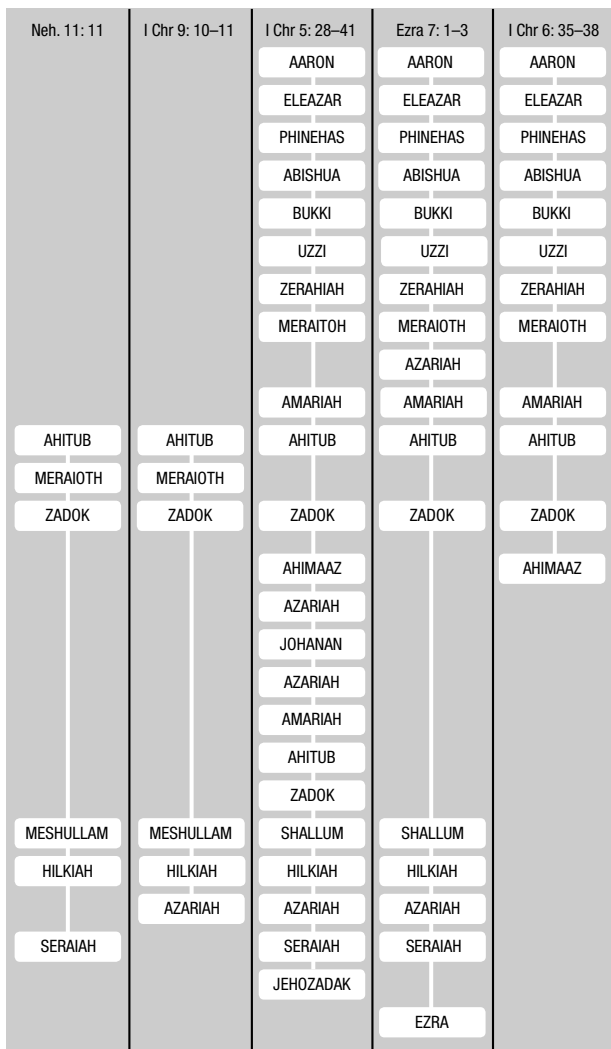 Neh. 11: 11
I Chr 9: 10–11
I Chr 5: 28–41
Ezra 7: 1–3
I Chr 6: 35–38
AARON AARON AARON
ELEAZAR ELEAZAR ELEAZAR
PHINEHAS PHINEHAS PHINEHAS
ABISHUA ABISHUA ABISHUA
BUKKI BUKKI BUKKI
UZZI UZZI UZZI
ZERAHIAH ZERAHIAH ZERAHIAH
MERAITOH MERAIOTH MERAIOTH
AZARIAH
AMARIAH AMARIAH AMARIAH
AHITUB AHITUB AHITUB AHITUB AHITUB
MERAIOTH MERAIOTH
ZADOK ZADOK ZADOK ZADOK ZADOK
AHIMAAZ AHIMAAZ
AZARIAH
JOHANAN
AZARIAH
AMARIAH
AHITUB
ZADOK
MESHULLAM MESHULLAM SHALLUM SHALLUM
HILKIAH HILKIAH HILKIAH HILKIAH
AZARIAH AZARIAH AZARIAH
SERAIAH SERAIAH SERAIAH
JEHOZADAK
EZRA